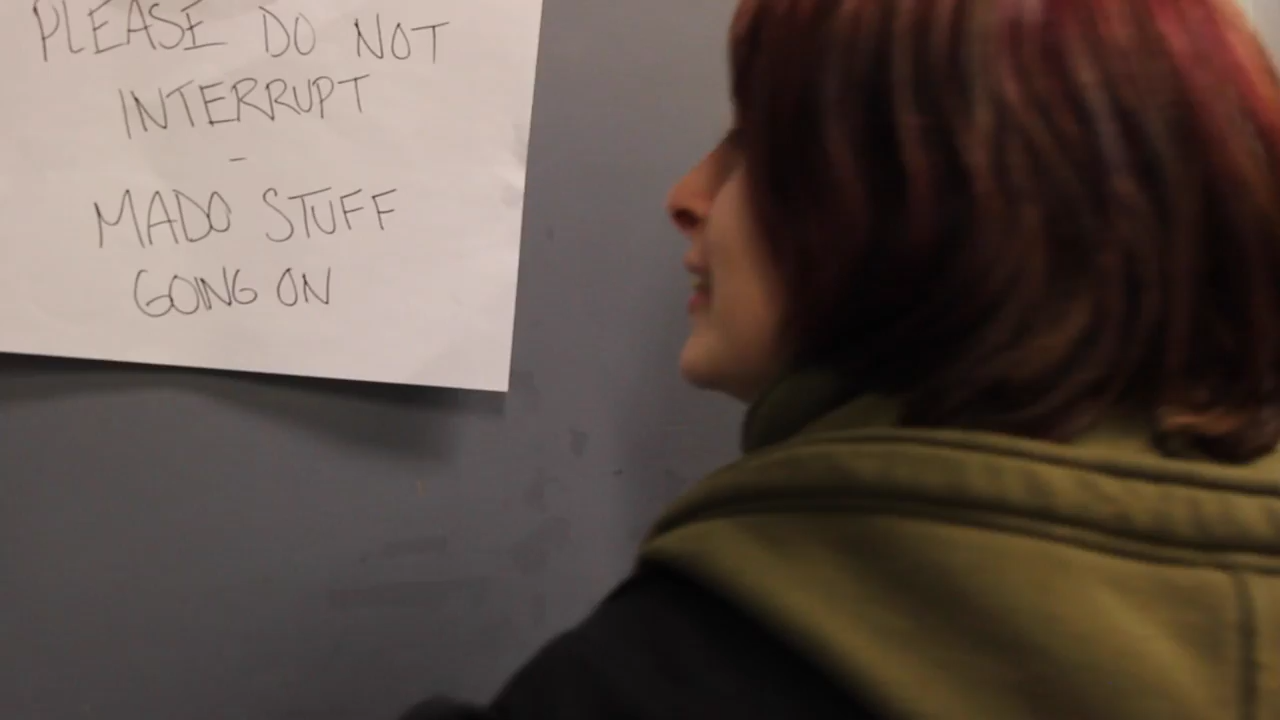 PLEASE DO NOT
INTERRUPT
-
MADO STUFF
GOING ON